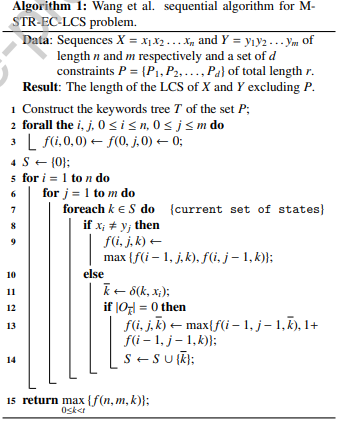 Algorithm 1: Wang et al. sequential algorithm for M-
STR-EC-LCS problem.
Data: Sequences X = x₁x₂ . . . xₙ and Y = y₁y₂ . . . yₘ of
length n and m respectively and a set of d
constraints P = {P₁, P₂, . . . , P_d} of total length r.
Result: The length of the LCS of X and Y excluding P.
1 Construct the keywords tree T of the set P;
2 forall the i, j, 0 ≤ i ≤ n, 0 ≤ j ≤ m do
3 f(i, 0, 0) ← f(0, j, 0) ← 0;
4 S ← {0};
5 for i = 1 to n do
6 for j = 1 to m do
7 foreach k ∈ S do {current set of states}
8 if xᵢ ≠ yⱼ then
9 f(i, j, k) ←
max {f(i − 1, j, k), f(i, j − 1, k)};
10 else
11 k̅ ← δ(k, xᵢ);
12 if |O_k̅| = 0 then
13 f(i, j, k̅) ← max{f(i − 1, j − 1, k̅), 1+
f(i − 1, j − 1, k)};
14 S ← S ∪ {k̅};
15 return max {f(n, m, k)};
0≤k<t